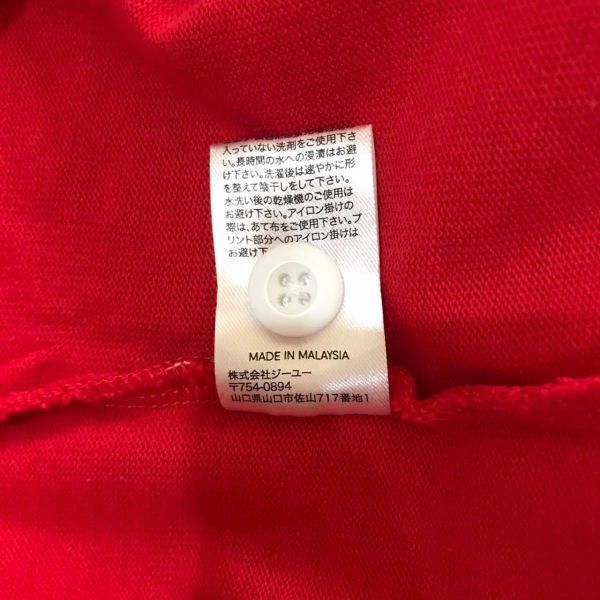 入っていない洗剤をご使用下さ
い。長時間の水への浸漬はお避
け下さい。洗濯後は速やかに形
を整えて陰干しをして下さい。
水洗い後の乾燥機のご使用は
お避け下さい。アイロン掛けの
際は、あて布をご使用下さい。プ
リント部分へのアイロン掛けは
お避け下さい。
MADE IN MALAYSIA
株式会社ジーユー
〒754-0894
山口県山口市佐山717番地1